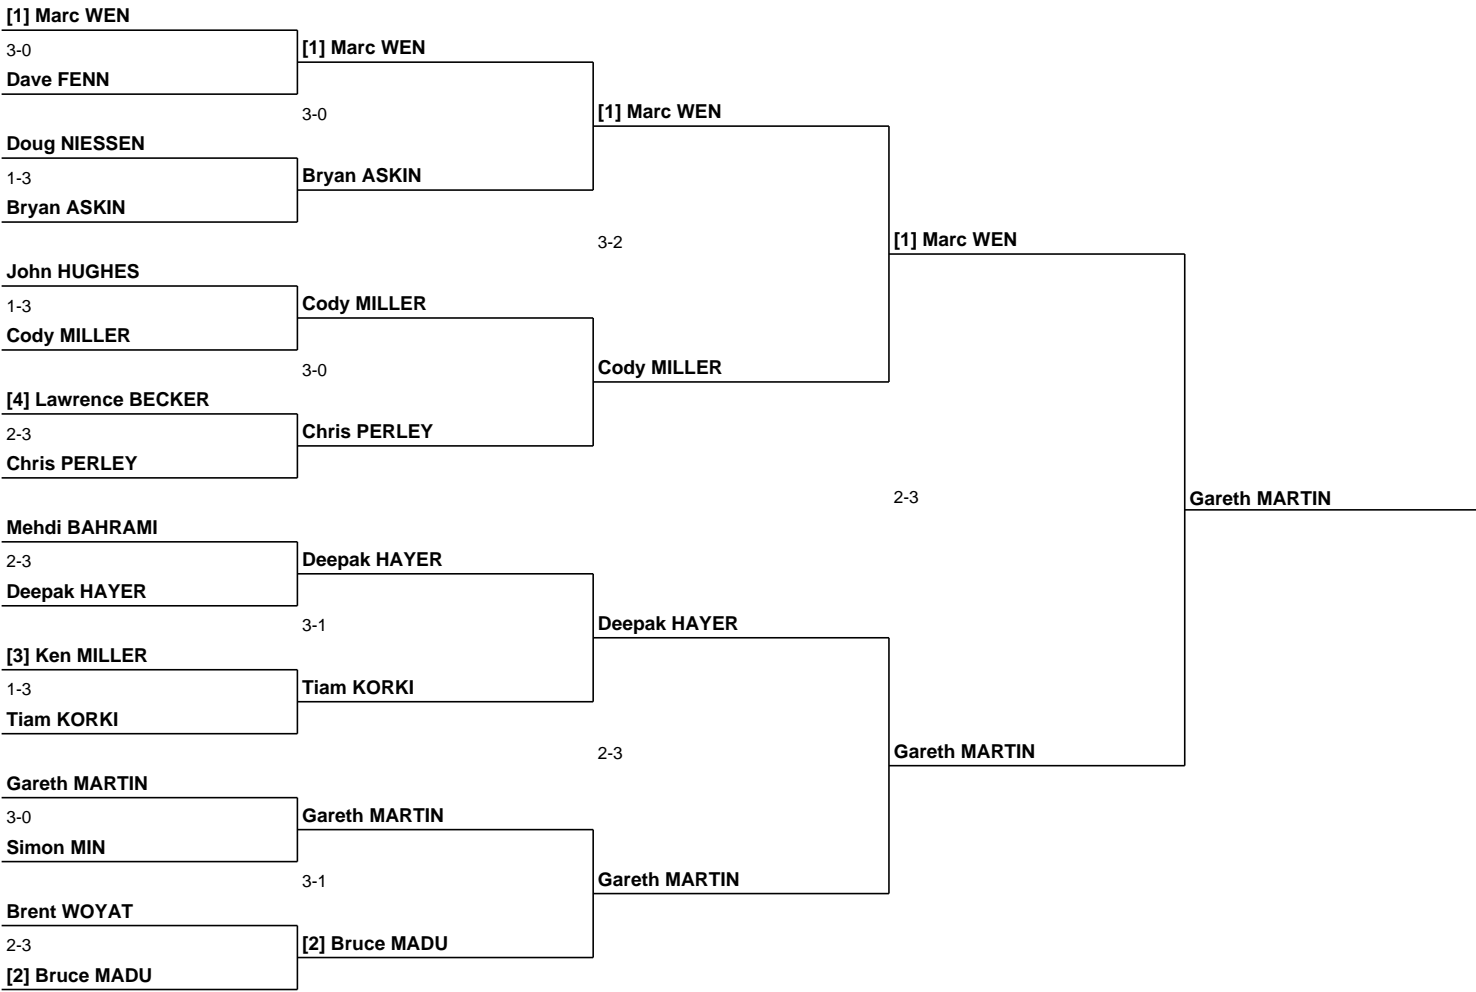 [1] Marc WEN
3-0
Dave FENN
Doug NIESSEN
1-3
Bryan ASKIN
John HUGHES
1-3
Cody MILLER
[4] Lawrence BECKER
2-3
Chris PERLEY
Mehdi BAHRAMI
2-3
Deepak HAYER
[3] Ken MILLER
1-3
Tiam KORKI
Gareth MARTIN
3-0
Simon MIN
Brent WOYAT
2-3
[2] Bruce MADU
[1] Marc WEN
3-0
Bryan ASKIN
Cody MILLER
3-0
Chris PERLEY
Deepak HAYER
3-1
Tiam KORKI
Gareth MARTIN
3-1
[2] Bruce MADU
[1] Marc WEN
3-2
Cody MILLER
Deepak HAYER
2-3
Gareth MARTIN
[1] Marc WEN
2-3
Gareth MARTIN
Gareth MARTIN